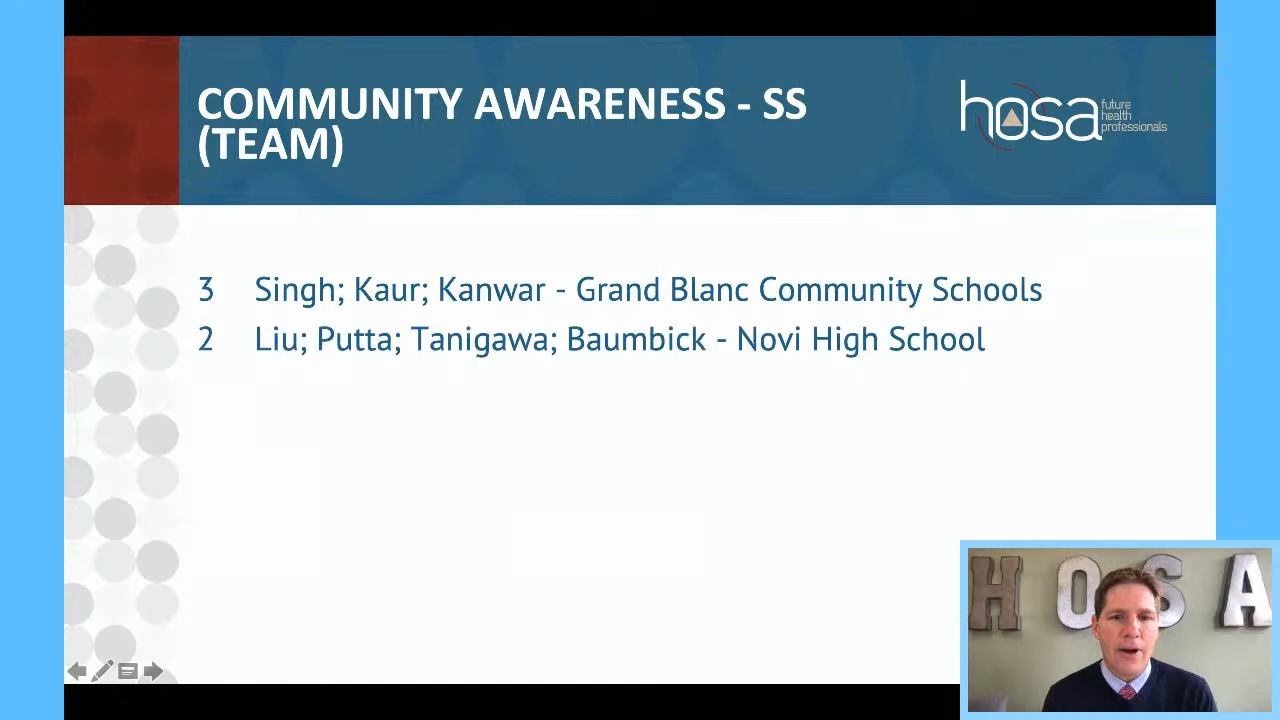 COMMUNITY AWARENESS - SS
(TEAM)
hosa
future
health
professionals
3 Singh; Kaur; Kanwar - Grand Blanc Community Schools
2 Liu; Putta; Tanigawa; Baumbick - Novi High School
H O S A